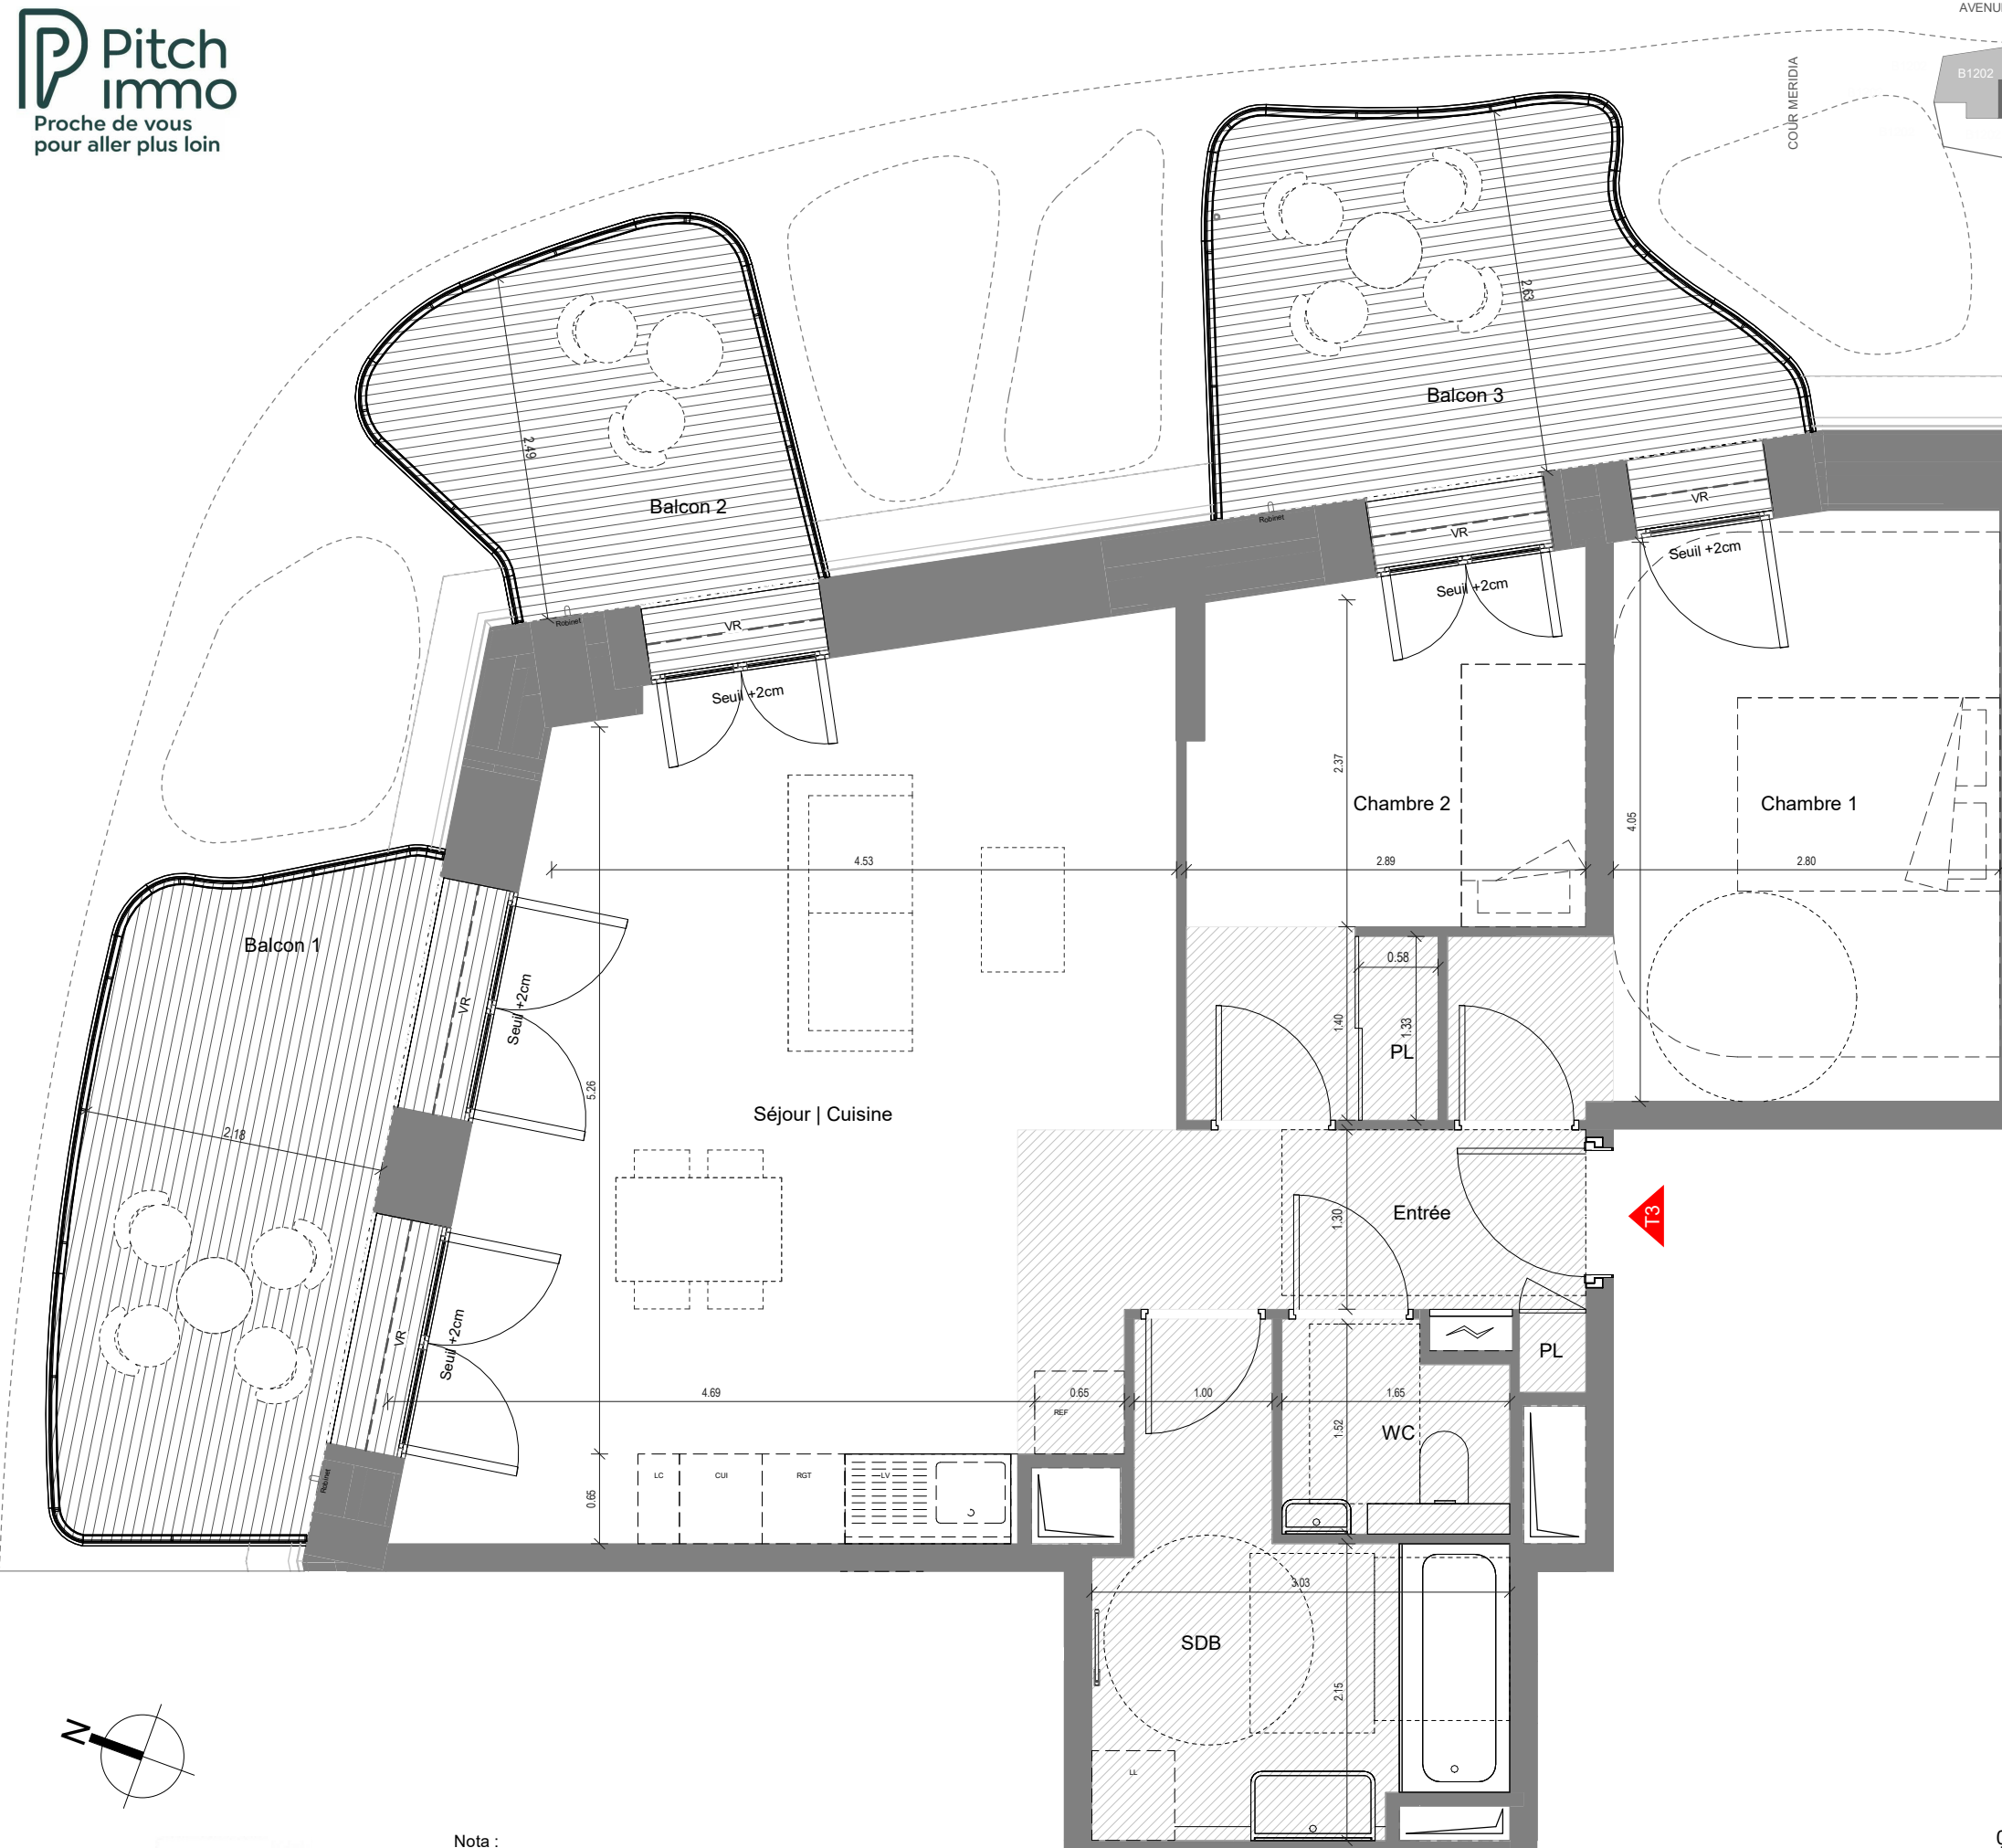 Pitch
immo
Proche de vous
pour aller plus loin
COUR MERIDIA
B1202
Balcon 3
2.63
Balcon 2
2.49
Robinet
VR
Seuil +2cm
Robinet
VR
Seuil +2cm
VR
Seuil +2cm
Chambre 2
2.37
Chambre 1
4.05
4.53
2.89
2.80
Balcon 1
VR
Seuil +2cm
2.18
5.26
0.58
1.40
1.33
PL
Séjour | Cuisine
Entrée
1.30
T3
VR
Seuil +2cm
PL
4.69
0.65
1.00
1.65
REF
WC
1.52
Robinet
0.65
LC
CUI
RGT
LV
3.03
SDB
2.15
LL
N
Nota :